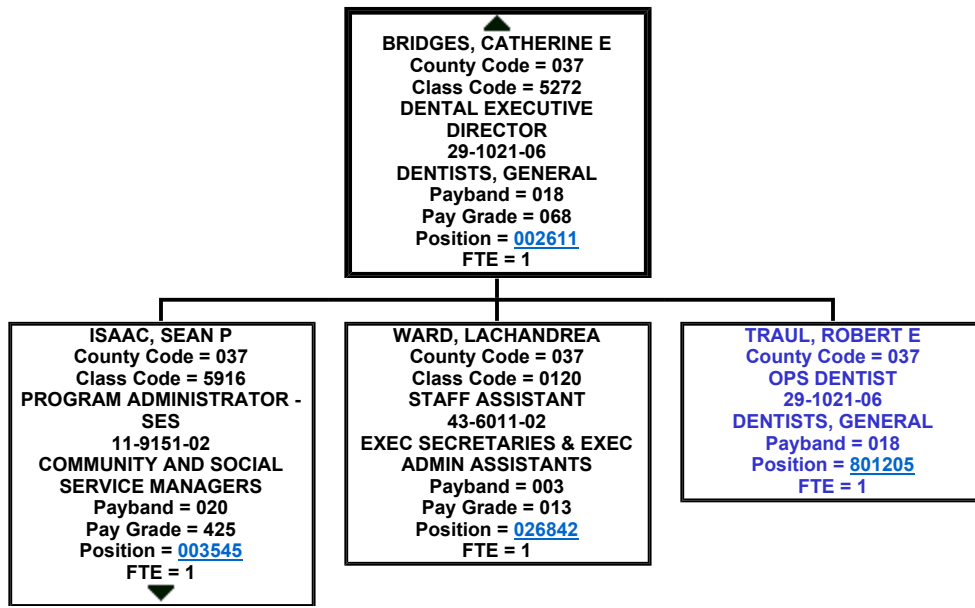 BRIDGES, CATHERINE E
County Code = 037
Class Code = 5272
DENTAL EXECUTIVE
DIRECTOR
29-1021-06
DENTISTS, GENERAL
Payband = 018
Pay Grade = 068
Position = 002611
FTE = 1
ISAAC, SEAN P
County Code = 037
Class Code = 5916
PROGRAM ADMINISTRATOR -
SES
11-9151-02
COMMUNITY AND SOCIAL
SERVICE MANAGERS
Payband = 020
Pay Grade = 425
Position = 003545
FTE = 1
WARD, LACHANDREA
County Code = 037
Class Code = 0120
STAFF ASSISTANT
43-6011-02
EXEC SECRETARIES & EXEC
ADMIN ASSISTANTS
Payband = 003
Pay Grade = 013
Position = 026842
FTE = 1
TRAUL, ROBERT E
County Code = 037
OPS DENTIST
29-1021-06
DENTISTS, GENERAL
Payband = 018
Position = 801205
FTE = 1